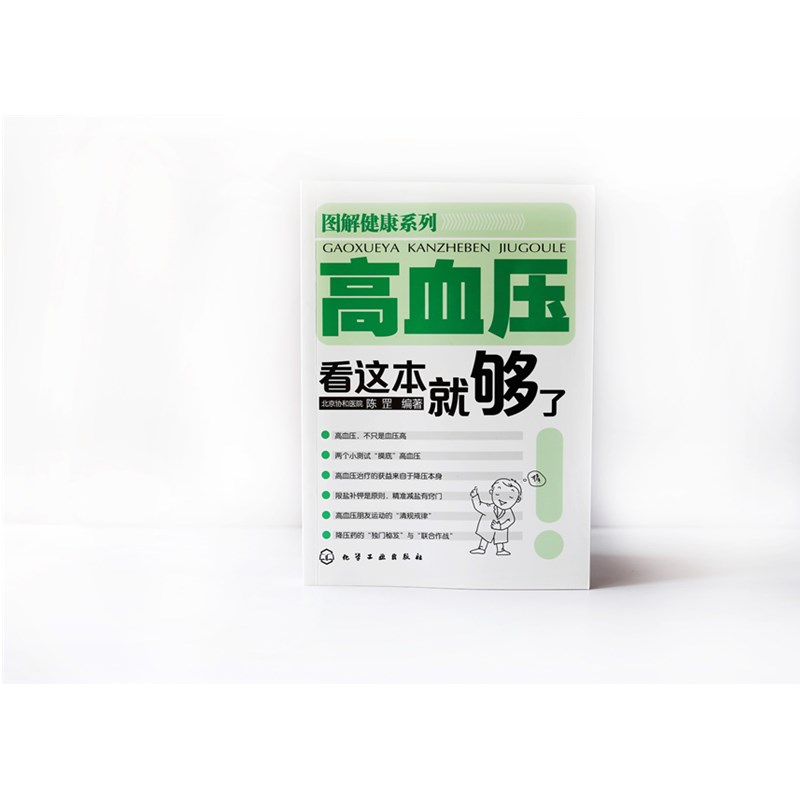 图解健康系列
GAOXUEYA KANZHEBEN JIUGOULE
高血压
看这本就够了
北京协和医院 陈罡 编著
高血压，不只是血压高
两个小测试“摸底”高血压
高血压治疗的获益来自于降压本身
限盐补钾是原则，精准减盐有窍门
高血压朋友运动的“清规戒律”
降压药的“独门秘笈”与“联合作战”
化学工业出版社